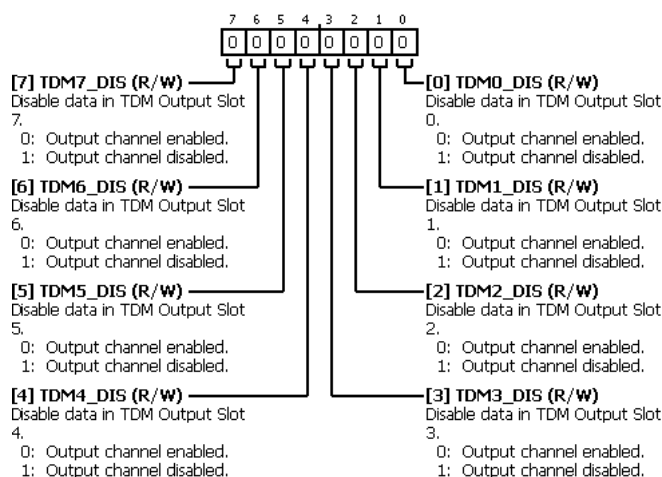 7 6 5 4 3 2 1 0
0 0 0 0 0 0 0 0
[7] TDM7_DIS (R/W)
Disable data in TDM Output Slot
7.
0: Output channel enabled.
1: Output channel disabled.
[6] TDM6_DIS (R/W)
Disable data in TDM Output Slot
6.
0: Output channel enabled.
1: Output channel disabled.
[5] TDM5_DIS (R/W)
Disable data in TDM Output Slot
5.
0: Output channel enabled.
1: Output channel disabled.
[4] TDM4_DIS (R/W)
Disable data in TDM Output Slot
4.
0: Output channel enabled.
1: Output channel disabled.
[0] TDM0_DIS (R/W)
Disable data in TDM Output Slot
0.
0: Output channel enabled.
1: Output channel disabled.
[1] TDM1_DIS (R/W)
Disable data in TDM Output Slot
1.
0: Output channel enabled.
1: Output channel disabled.
[2] TDM2_DIS (R/W)
Disable data in TDM Output Slot
2.
0: Output channel enabled.
1: Output channel disabled.
[3] TDM3_DIS (R/W)
Disable data in TDM Output Slot
3.
0: Output channel enabled.
1: Output channel disabled.